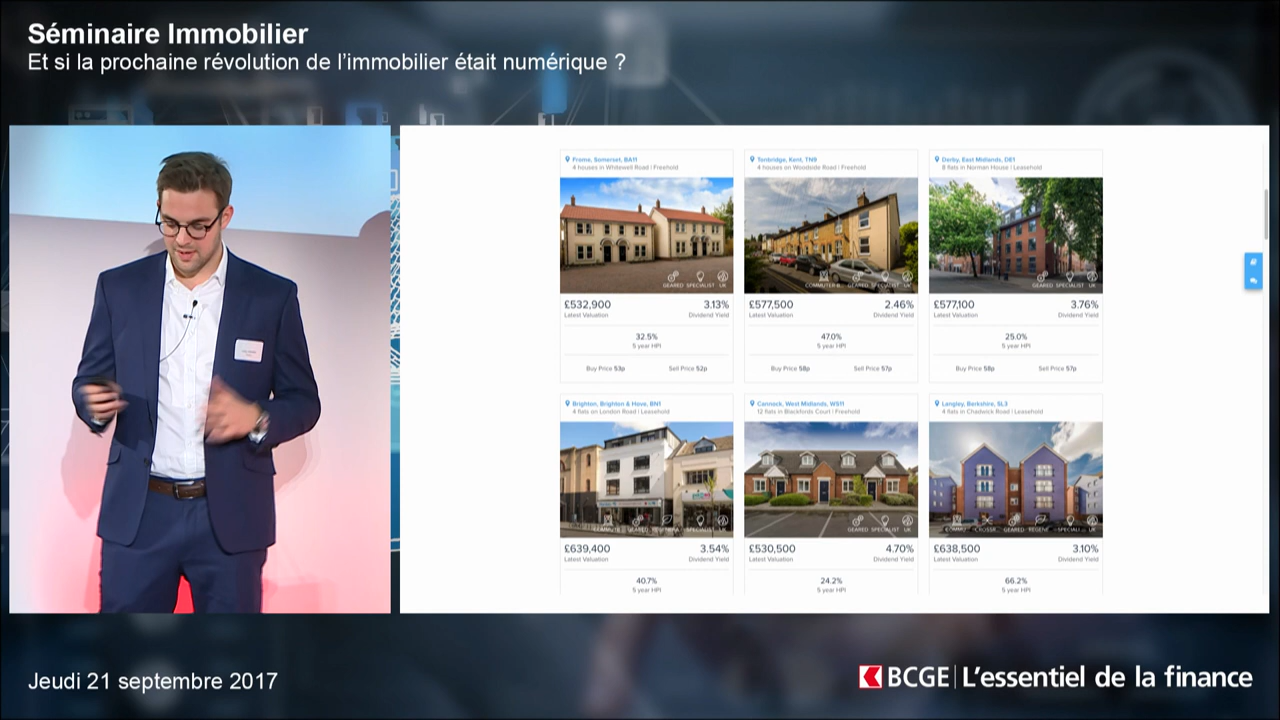 Séminaire Immobilier
Et si la prochaine révolution de l'immobilier était numérique ?
Frome, Somerset, BA11
4 houses in Whitewell Road | Freehold
£532,900 3.13%
Latest Valuation Dividend Yield
32.5%
5 year HPI
Buy Price 53p Sell Price 52p
Tonbridge, Kent, TN9
4 houses on Woodside Road | Freehold
GEARED SPECIALIST UK
£577,500 2.46%
Latest Valuation Dividend Yield
47.0%
5 year HPI
Buy Price 58p Sell Price 57p
Derby, East Midlands, DE1
8 flats in Norman House | Leasehold
GEARED SPECIALIST UK
£577,100 3.76%
Latest Valuation Dividend Yield
25.0%
5 year HPI
Buy Price 58p Sell Price 57p
Brighton, Brighton & Hove, BN1
4 flats on London Road | Leasehold
£639,400 3.54%
Latest Valuation Dividend Yield
40.7%
5 year HPI
Cannock, West Midlands, WS11
12 flats in Blackfords Court | Freehold
GEARED SPECIALIST UK
£530,500 4.70%
Latest Valuation Dividend Yield
24.2%
5 year HPI
Langley, Berkshire, SL3
4 flats in Chadwick Road | Leasehold
£638,500 3.10%
Latest Valuation Dividend Yield
66.2%
5 year HPI
Jeudi 21 septembre 2017
BCGE L'essentiel de la finance